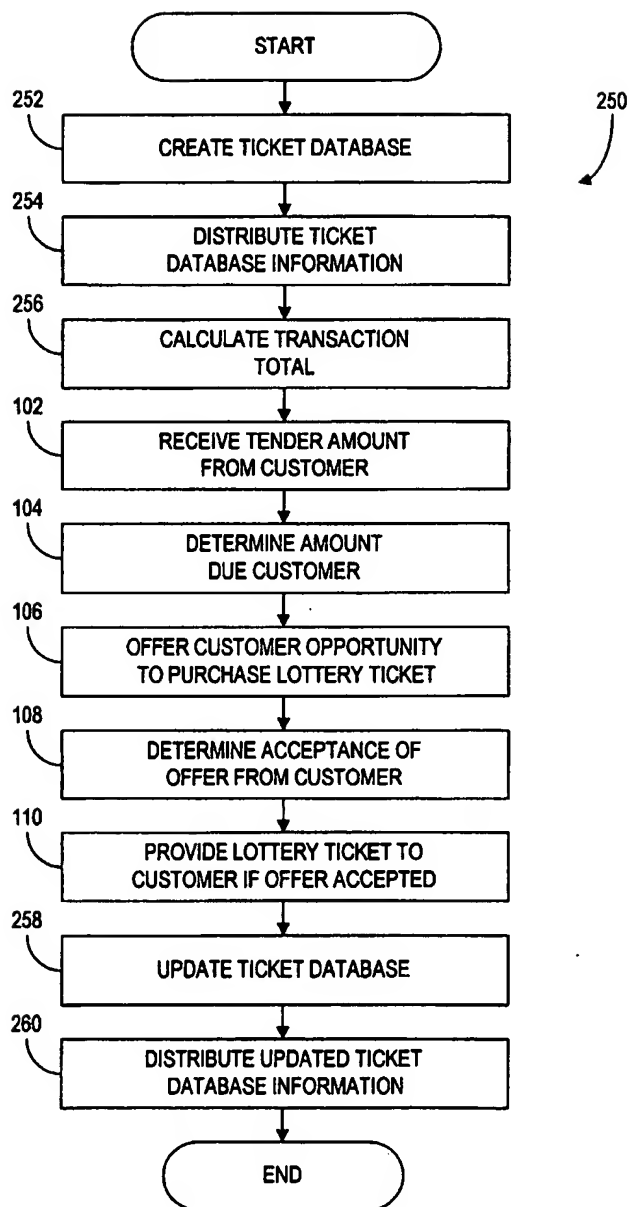 START
252
250
CREATE TICKET DATABASE
254
DISTRIBUTE TICKET
DATABASE INFORMATION
256
CALCULATE TRANSACTION
TOTAL
102
RECEIVE TENDER AMOUNT
FROM CUSTOMER
104
DETERMINE AMOUNT
DUE CUSTOMER
106
OFFER CUSTOMER OPPORTUNITY
TO PURCHASE LOTTERY TICKET
108
DETERMINE ACCEPTANCE OF
OFFER FROM CUSTOMER
110
PROVIDE LOTTERY TICKET TO
CUSTOMER IF OFFER ACCEPTED
258
UPDATE TICKET DATABASE
260
DISTRIBUTE UPDATED TICKET
DATABASE INFORMATION
END